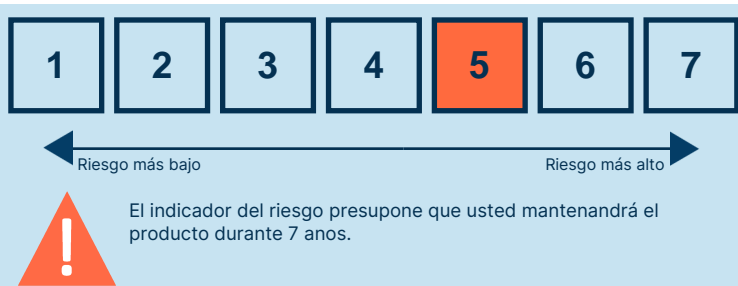 1 2 3 4 5 6 7
Riesgo más bajo Riesgo más alto
El indicador del riesgo presupone que usted mantenandrá el
producto durante 7 anos.